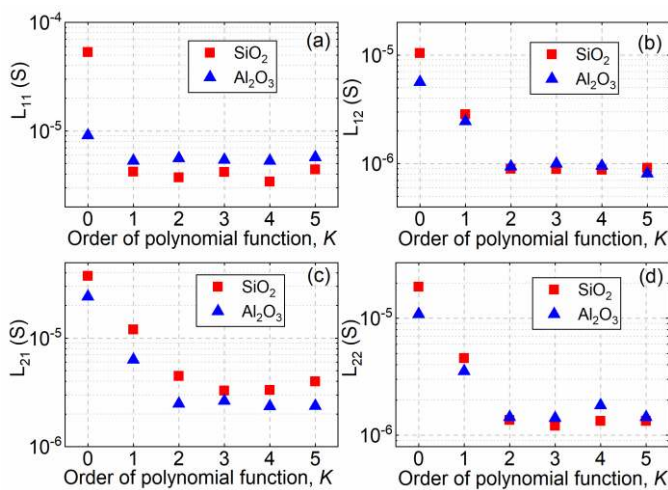 10⁻⁴
(a)
SiO₂
Al₂O₃
L₁₁ (S)
10⁻⁵
0 1 2 3 4 5
Order of polynomial function, K
(b)
10⁻⁵
SiO₂
Al₂O₃
L₁₂ (S)
10⁻⁶
0 1 2 3 4 5
Order of polynomial function, K
(c)
SiO₂
Al₂O₃
L₂₁ (S)
10⁻⁵
10⁻⁶
0 1 2 3 4 5
Order of polynomial function, K
(d)
SiO₂
Al₂O₃
L₂₂ (S)
10⁻⁵
10⁻⁶
0 1 2 3 4 5
Order of polynomial function, K